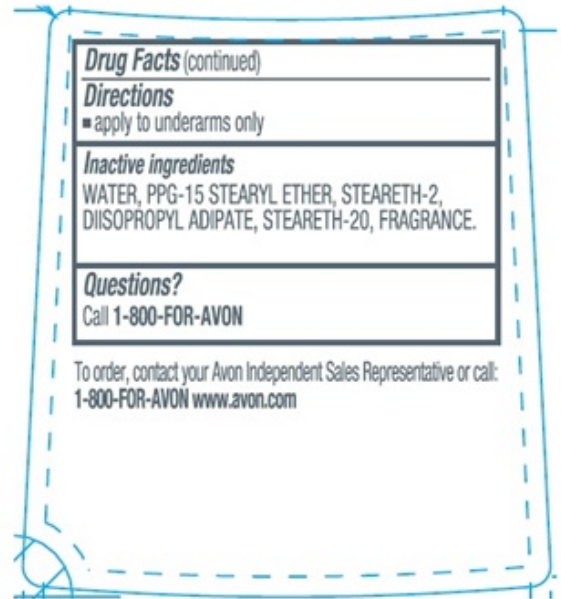 Drug Facts (continued)
Directions
▪ apply to underarms only
Inactive ingredients
WATER, PPG-15 STEARYL ETHER, STEARETH-2,
DIISOPROPYL ADIPATE, STEARETH-20, FRAGRANCE.
Questions?
Call 1-800-FOR-AVON
To order, contact your Avon Independent Sales Representative or call:
1-800-FOR-AVON www.avon.com